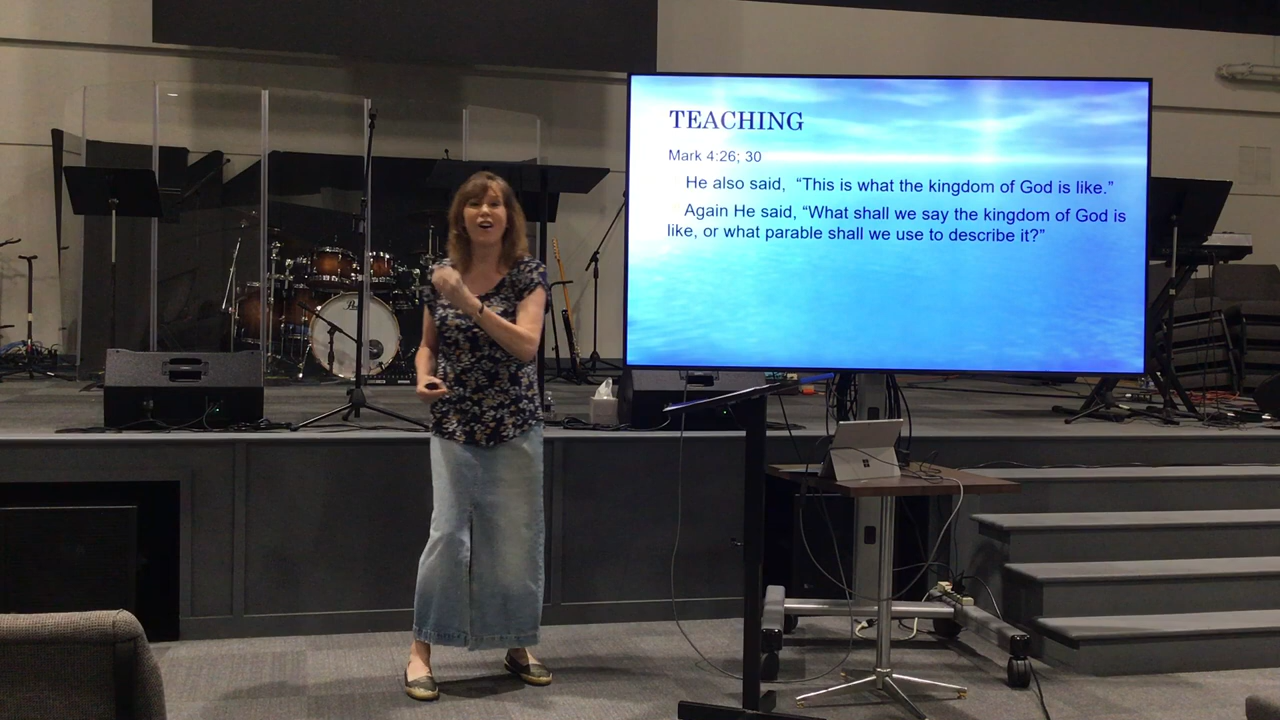 TEACHING
Mark 4:26; 30
He also said, “This is what the kingdom of God is like.”
Again He said, “What shall we say the kingdom of God is
like, or what parable shall we use to describe it?”